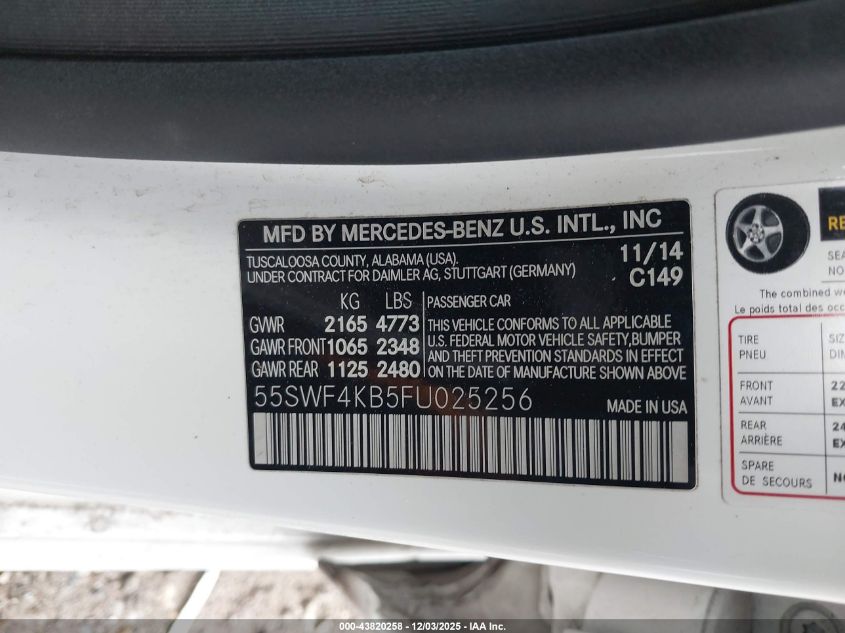 MFD BY MERCEDES-BENZ U.S. INTL., INC
TUSCALOOSA COUNTY, ALABAMA (USA). 11/14
UNDER CONTRACT FOR DAIMLER AG, STUTTGART (GERMANY) C149
KG LBS PASSENGER CAR
GVWR 2165 4773 THIS VEHICLE CONFORMS TO ALL APPLICABLE
GAWR FRONT 1065 2348 U.S. FEDERAL MOTOR VEHICLE SAFETY, BUMPER
GAWR REAR 1125 2480 AND THEFT PREVENTION STANDARDS IN EFFECT
ON THE DATE OF MANUFACTURE SHOWN ABOVE.
55SWF4KB5FU025256 MADE IN USA
The combined
Le poids total des
TIRE
PNEU
FRONT
AVANT
REAR
ARRIÈRE
SPARE
DE SECOURS
000-43820258 | 12/03/2025 | IAA Inc.